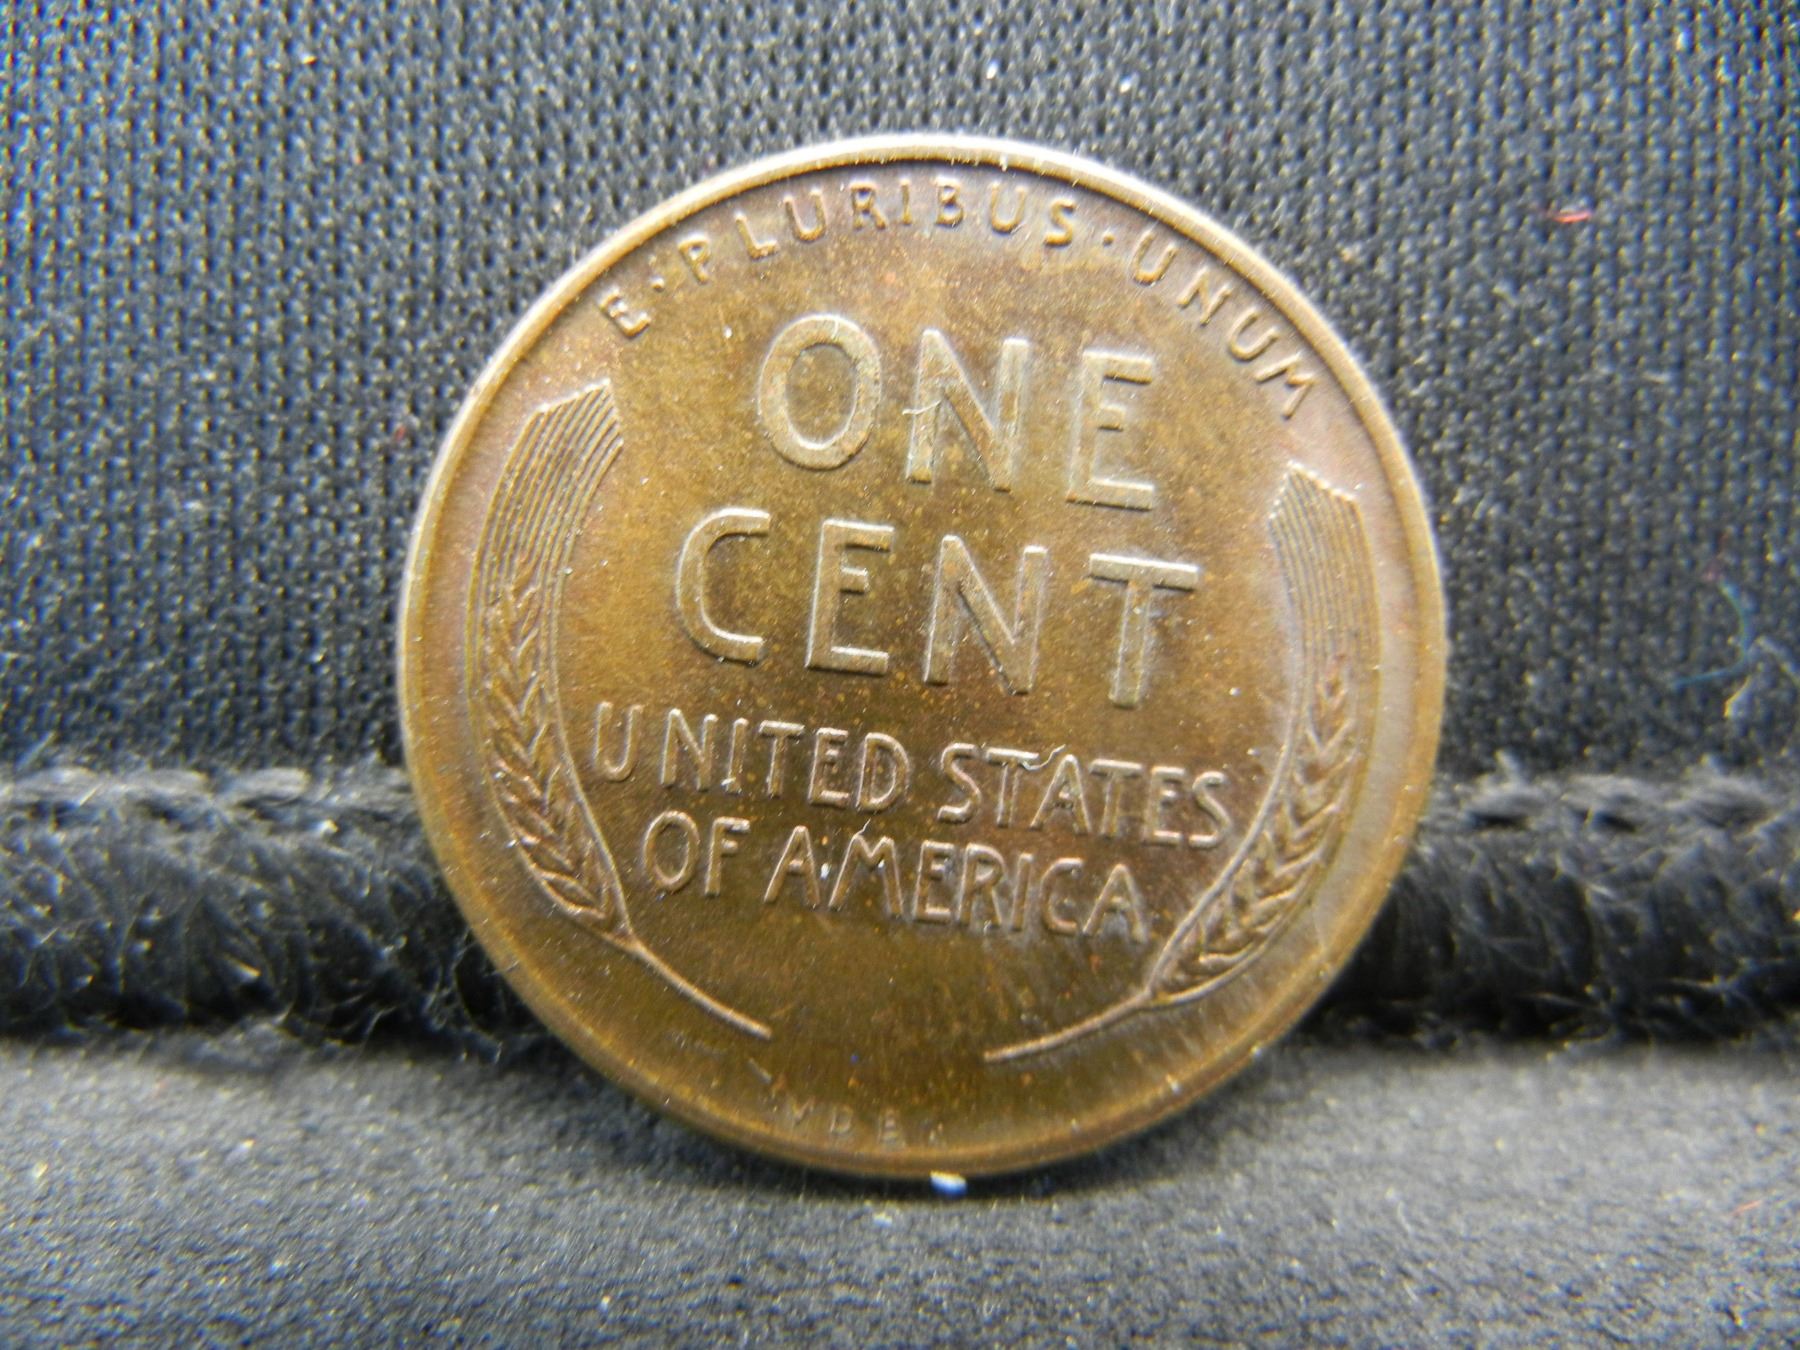 E · PLURIBUS · UNUM
ONE
CENT
UNITED STATES
OF AMERICA
V.D.B.